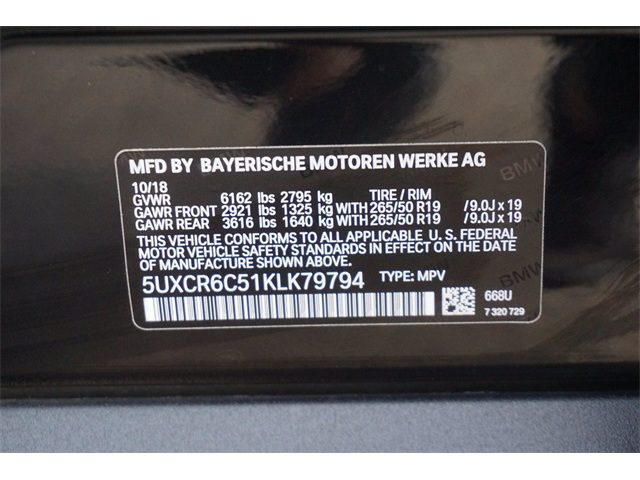 MFD BY BAYERISCHE MOTOREN WERKE AG
10/18
GVWR 6162 lbs 2795 kg TIRE / RIM
GAWR FRONT 2921 lbs 1325 kg WITH 265/50 R19 /9.0J x 19
GAWR REAR 3616 lbs 1640 kg WITH 265/50 R19 /9.0J x 19
THIS VEHICLE CONFORMS TO ALL APPLICABLE U.S. FEDERAL
MOTOR VEHICLE SAFETY STANDARDS IN EFFECT ON THE DATE
OF MANUFACTURE SHOWN ABOVE.
5UXCR6C51KLK79794 TYPE: MPV
668U
7 320 729
BMW
BMW